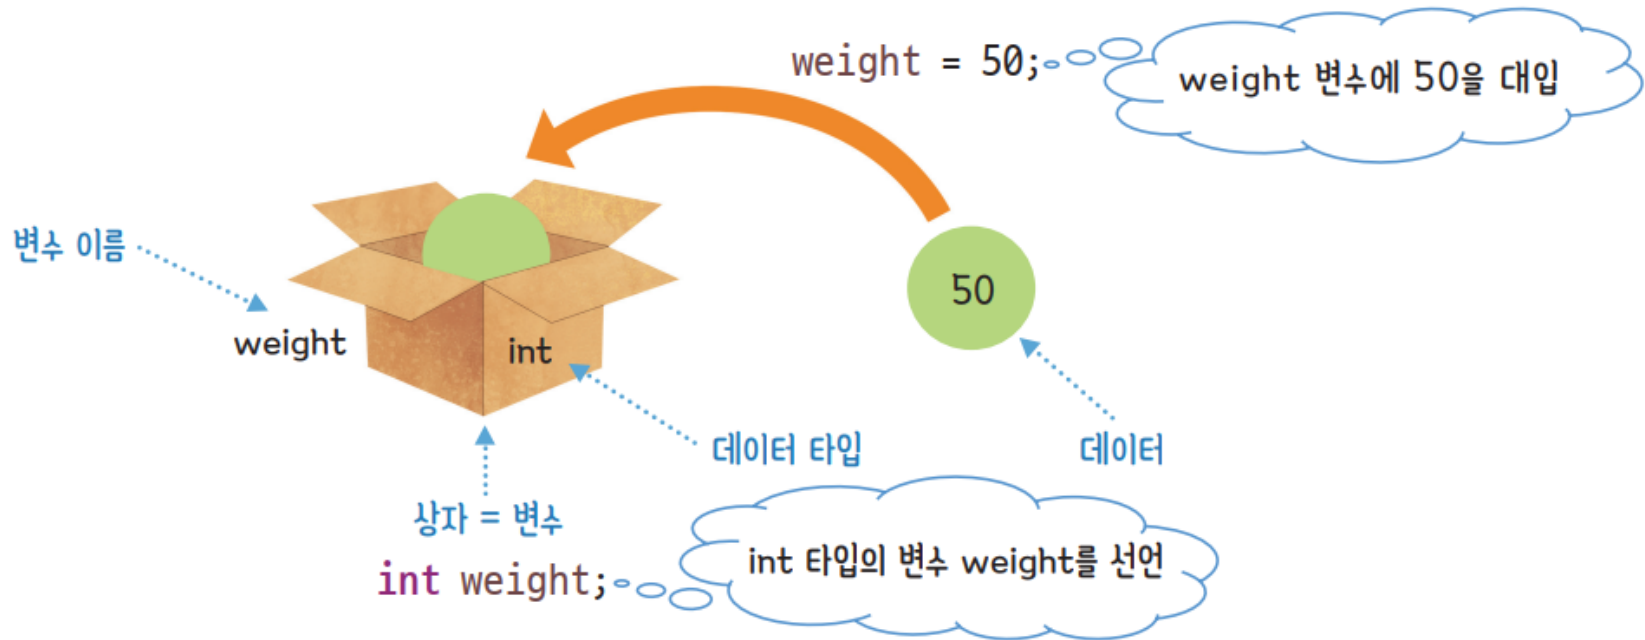 weight = 50;
weight 변수에 50을 대입
변수 이름
50
weight
int
데이터 타입
데이터
상자 = 변수
int 타입의 변수 weight를 선언
int weight;